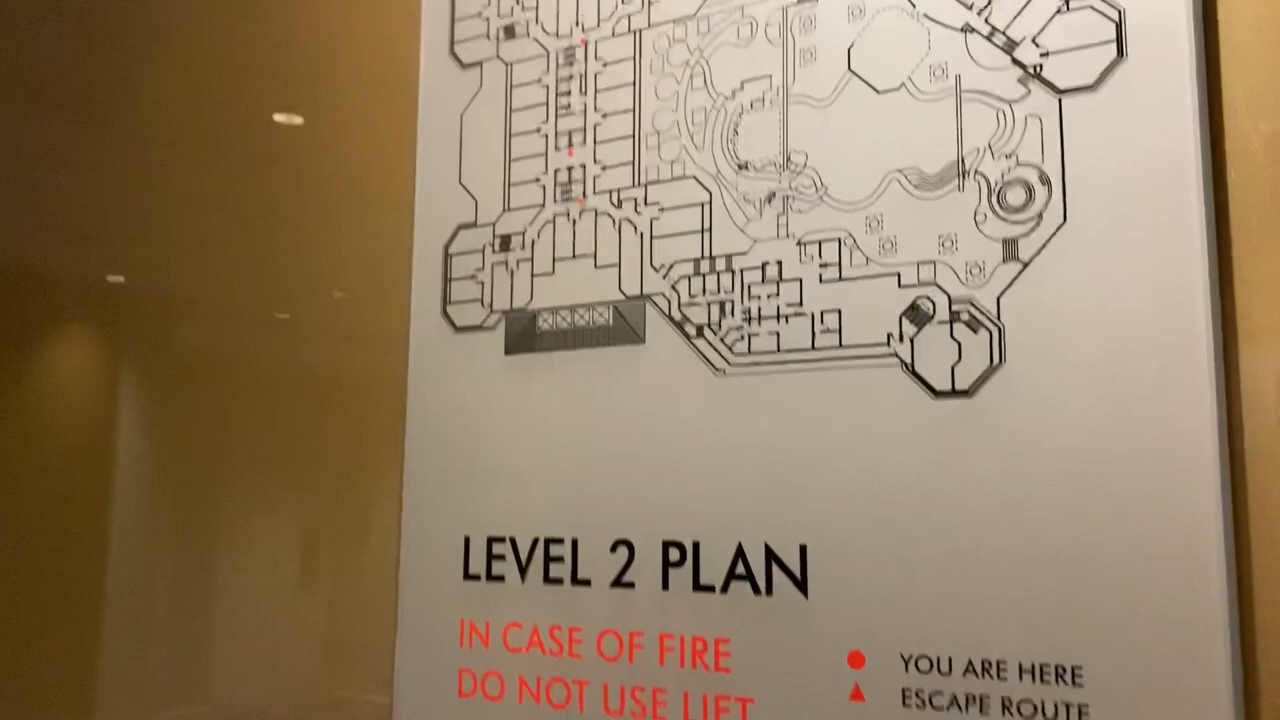 LEVEL 2 PLAN
IN CASE OF FIRE
DO NOT USE LIFT
YOU ARE HERE
ESCAPE ROUTE